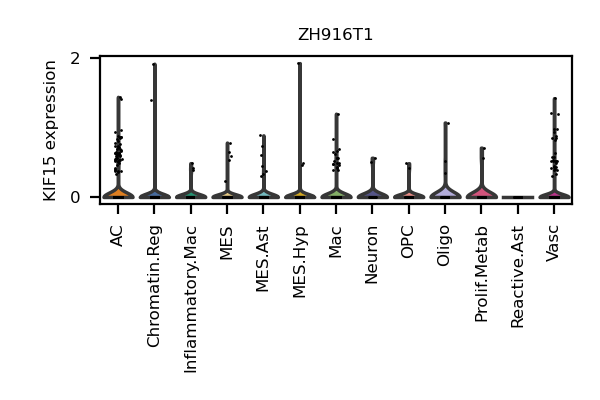 ZH916T1
KIF15 expression
2
0
AC
Chromatin.Reg
Inflammatory.Mac
MES
MES.Ast
MES.Hyp
Mac
Neuron
OPC
Oligo
Prolif.Metab
Reactive.Ast
Vasc